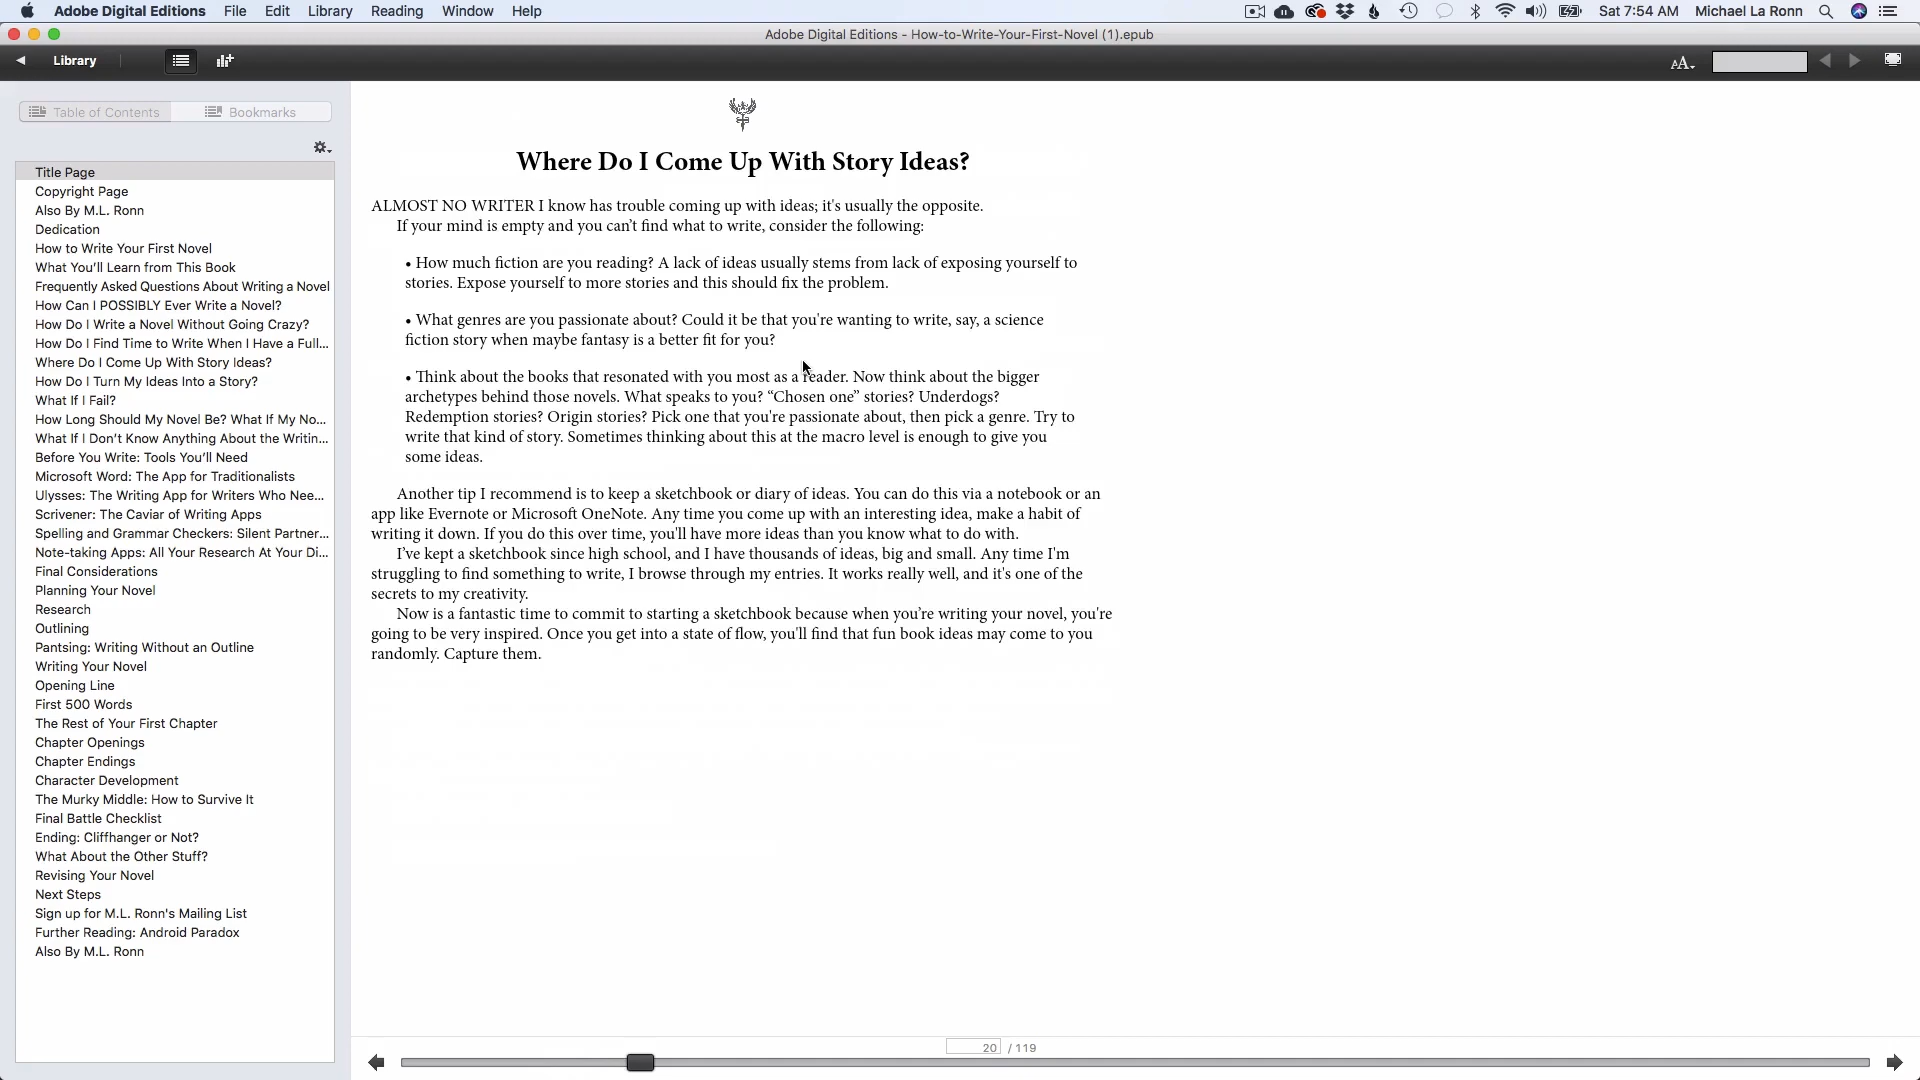 Adobe Digital Editions File Edit Library Reading Window Help Sat 7:54 AM Michael La Ronn
Adobe Digital Editions - How-to-Write-Your-First-Novel (1).epub
Library
AA
Table of Contents Bookmarks
Title Page
Copyright Page
Also By M.L. Ronn
Dedication
How to Write Your First Novel
What You’ll Learn from This Book
Frequently Asked Questions About Writing a Novel
How Can I POSSIBLY Ever Write a Novel?
How Do I Write a Novel Without Going Crazy?
How Do I Find Time to Write When I Have a Full...
Where Do I Come Up With Story Ideas?
How Do I Turn My Ideas Into a Story?
What If I Fail?
How Long Should My Novel Be? What If My No...
What If I Don’t Know Anything About the Writin...
Before You Write: Tools You’ll Need
Microsoft Word: The App for Traditionalists
Ulysses: The Writing App for Writers Who Nee...
Scrivener: The Caviar of Writing Apps
Spelling and Grammar Checkers: Silent Partner...
Note-taking Apps: All Your Research At Your Di...
Final Considerations
Planning Your Novel
Research
Outlining
Pantsing: Writing Without an Outline
Writing Your Novel
Opening Line
First 500 Words
The Rest of Your First Chapter
Chapter Openings
Chapter Endings
Character Development
The Murky Middle: How to Survive It
Final Battle Checklist
Ending: Cliffhanger or Not?
What About the Other Stuff?
Revising Your Novel
Next Steps
Sign up for M.L. Ronn's Mailing List
Further Reading: Android Paradox
Also By M.L. Ronn
Where Do I Come Up With Story Ideas?
ALMOST NO WRITER I know has trouble coming up with ideas; it's usually the opposite.
If your mind is empty and you can’t find what to write, consider the following:
• How much fiction are you reading? A lack of ideas usually stems from lack of exposing yourself to
stories. Expose yourself to more stories and this should fix the problem.
• What genres are you passionate about? Could it be that you're wanting to write, say, a science
fiction story when maybe fantasy is a better fit for you?
• Think about the books that resonated with you most as a reader. Now think about the bigger
archetypes behind those novels. What speaks to you? “Chosen one” stories? Underdogs?
Redemption stories? Origin stories? Pick one that you're passionate about, then pick a genre. Try to
write that kind of story. Sometimes thinking about this at the macro level is enough to give you
some ideas.
Another tip I recommend is to keep a sketchbook or diary of ideas. You can do this via a notebook or an
app like Evernote or Microsoft OneNote. Any time you come up with an interesting idea, make a habit of
writing it down. If you do this over time, you'll have more ideas than you know what to do with.
I’ve kept a sketchbook since high school, and I have thousands of ideas, big and small. Any time I'm
struggling to find something to write, I browse through my entries. It works really well, and it's one of the
secrets to my creativity.
Now is a fantastic time to commit to starting a sketchbook because when you’re writing your novel, you're
going to be very inspired. Once you get into a state of flow, you'll find that fun book ideas may come to you
randomly. Capture them.
20 / 119